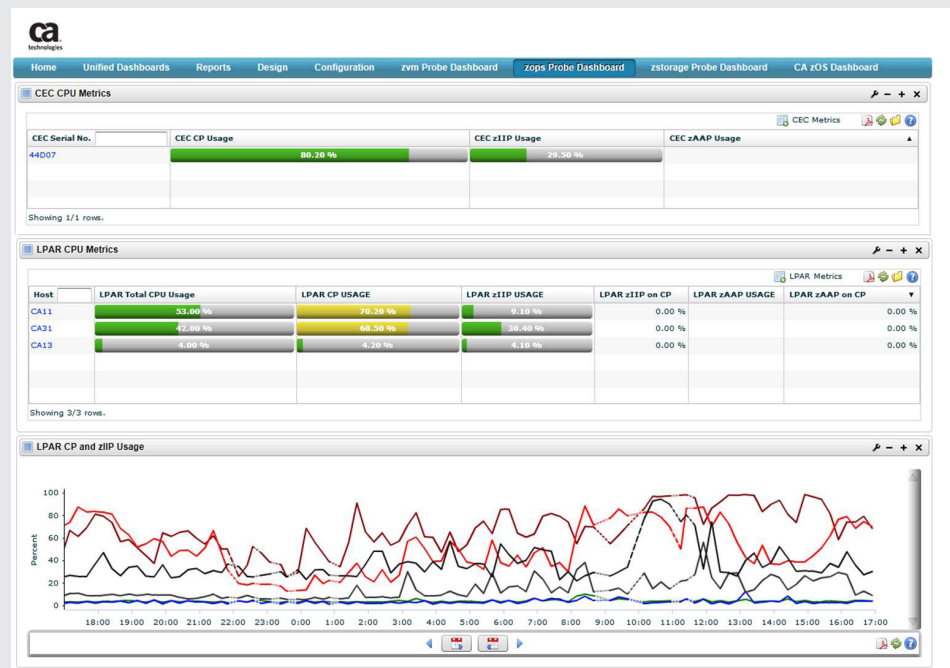 ca
technologies
Home Unified Dashboards Reports Design Configuration zvm Probe Dashboard zops Probe Dashboard zstorage Probe Dashboard CA zOS Dashboard
CEC CPU Metrics
CEC Metrics
CEC Serial No. CEC CP Usage CEC zIIP Usage CEC zAAP Usage
44D07 80.20 % 29.50 %
Showing 1/1 rows.
LPAR CPU Metrics
LPAR Metrics
Host LPAR Total CPU Usage LPAR CP USAGE LPAR zIIP USAGE LPAR zIIP on CP LPAR zAAP USAGE LPAR zAAP on CP
CA11 53.00 % 70.20 % 9.10 % 0.00 % 0.00 %
CA31 42.00 % 68.50 % 30.40 % 0.00 % 0.00 %
CA13 4.00 % 4.20 % 4.10 % 0.00 % 0.00 %
Showing 3/3 rows.
LPAR CP and zIIP Usage
Percent
100
80
60
40
20
0
18:00 19:00 20:00 21:00 22:00 23:00 0:00 1:00 2:00 3:00 4:00 5:00 6:00 7:00 8:00 9:00 10:00 11:00 12:00 13:00 14:00 15:00 16:00 17:00